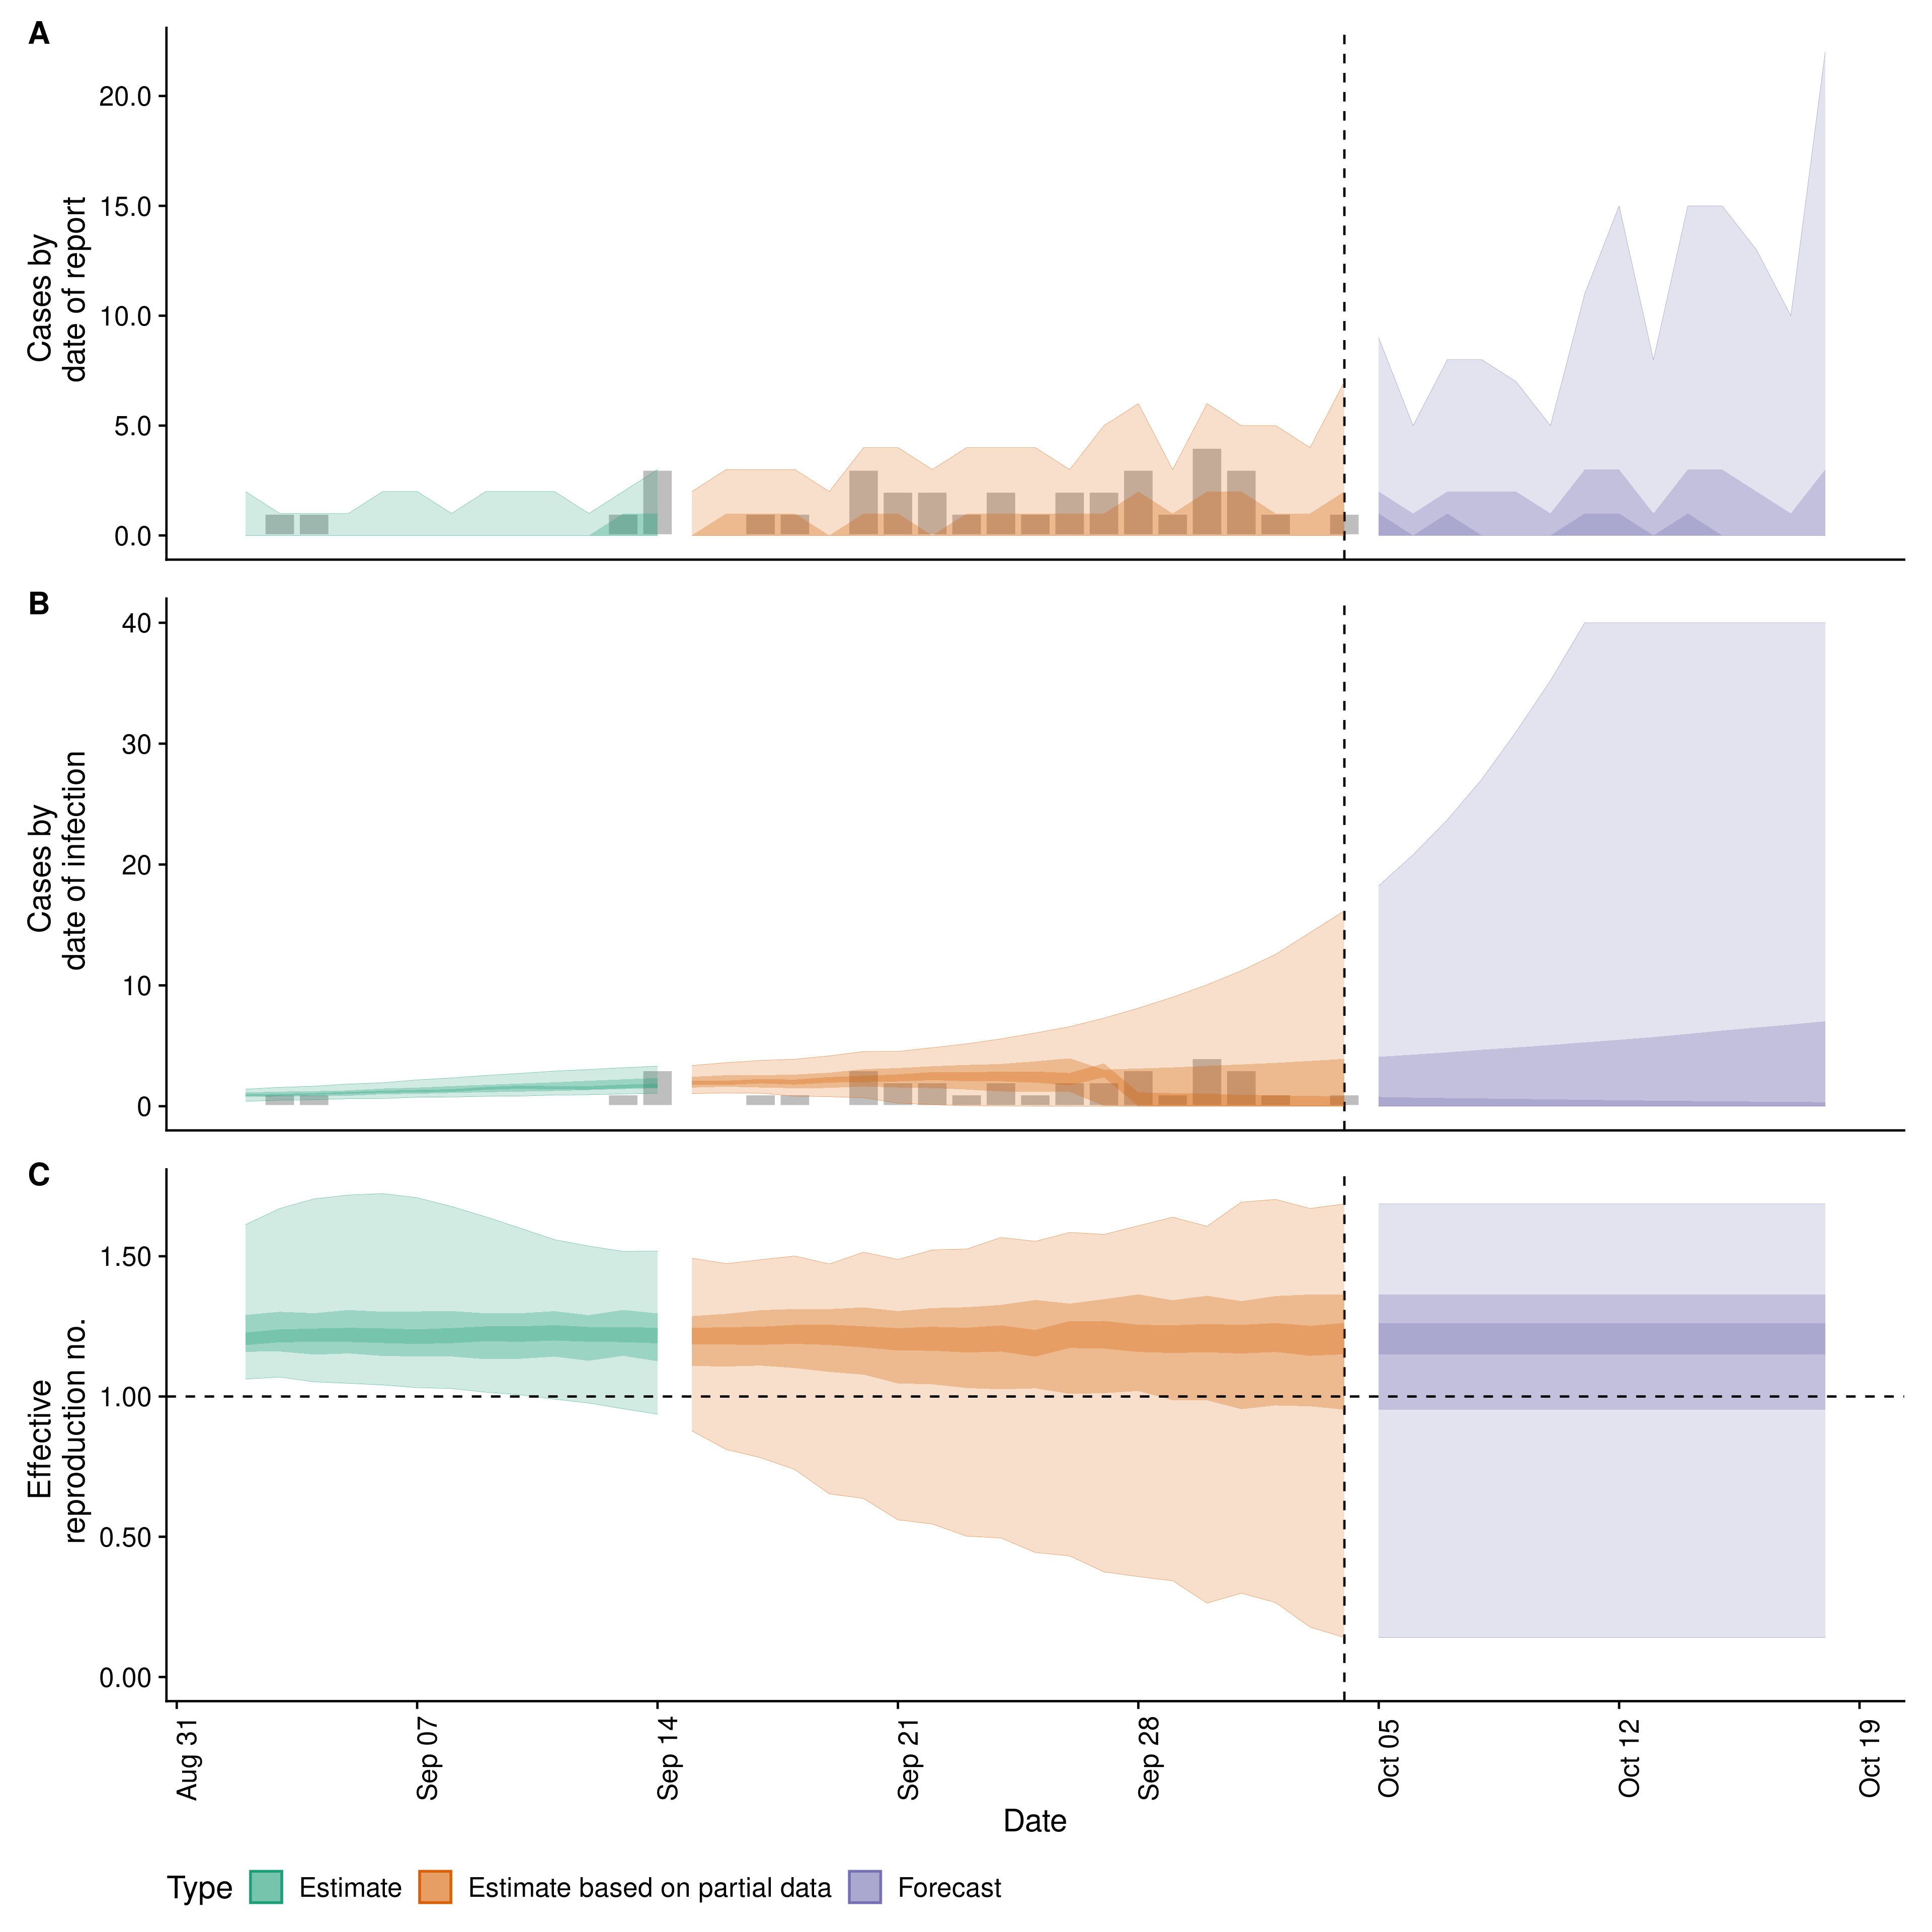 A
20.0
15.0
10.0
5.0
0.0
Cases by
date of report
B
40
30
20
10
0
Cases by
date of infection
C
1.50
1.00
0.50
0.00
Effective
reproduction no.
Aug 31
Sep 07
Sep 14
Sep 21
Sep 28
Oct 05
Oct 12
Oct 19
Date
Type Estimate Estimate based on partial data Forecast